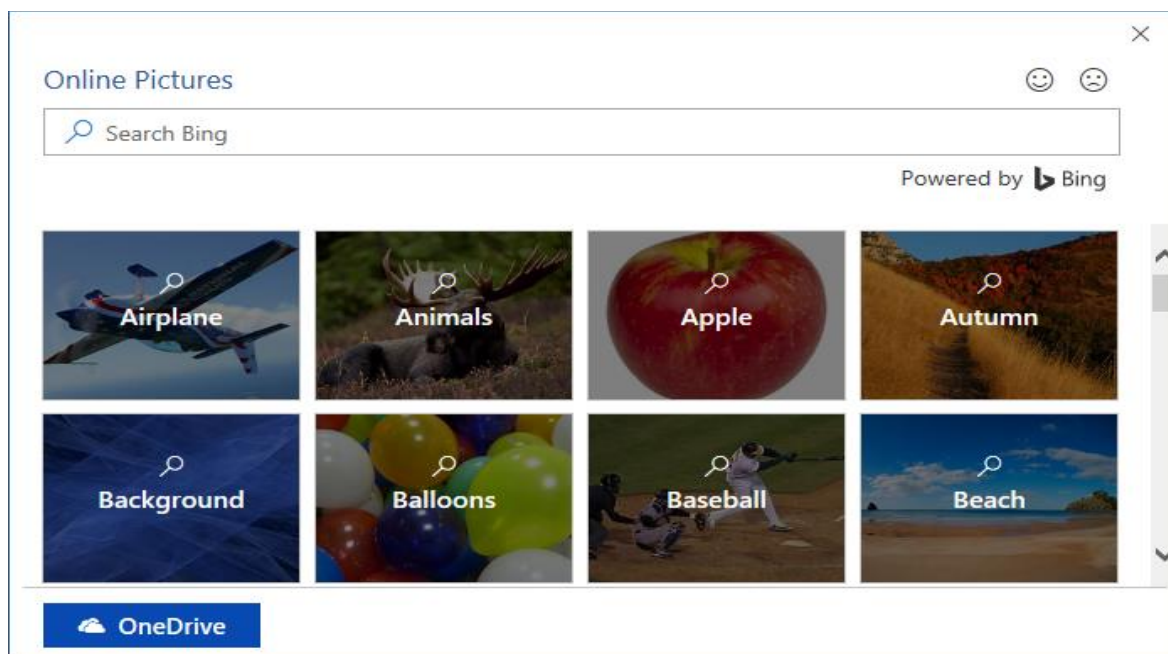 Online Pictures
Search Bing
Powered by Bing
Airplane
Animals
Apple
Autumn
Background
Balloons
Baseball
Beach
OneDrive